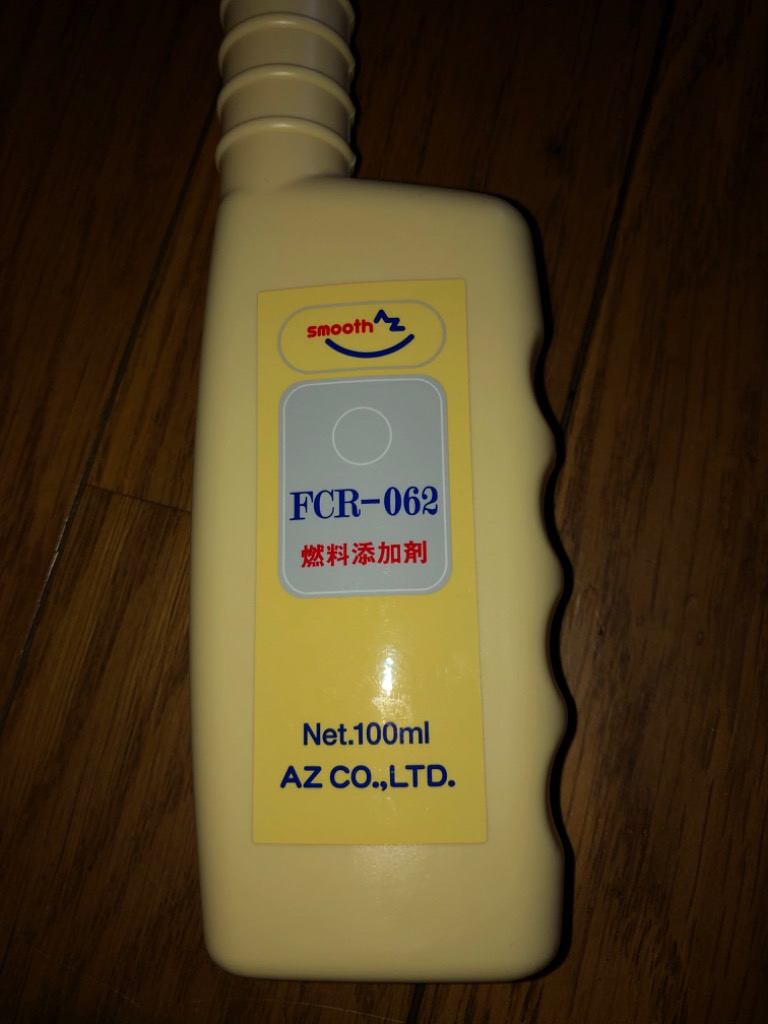 smooth AZ
FCR-062
燃料添加剤
Net.100ml
AZ CO.,LTD.